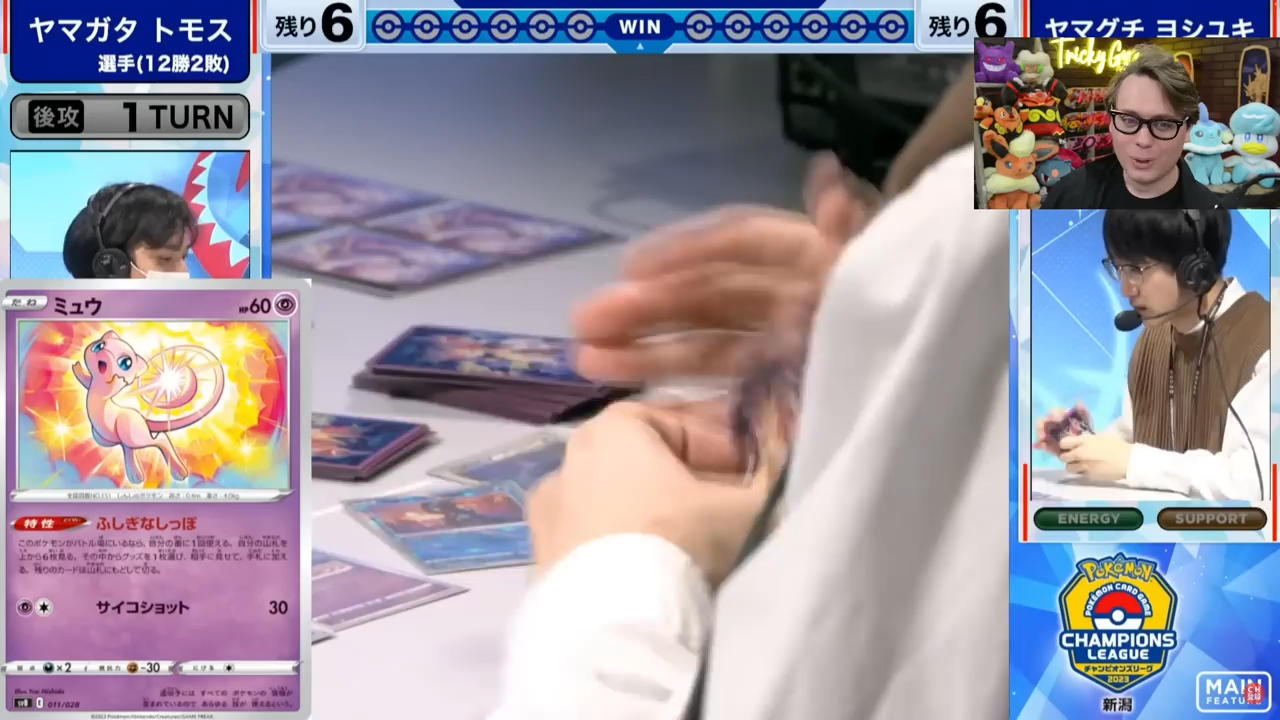 ヤマガタ トモス
選手(12勝2敗)
後攻 1 TURN
残り6
WIN
残り6
ヤマグチ ヨシユキ
たね ミュウ HP60
特性 ふしぎなしっぽ
このポケモンがバトル場にいるなら、自分の番に1回使える。自分の山札を
上から6枚見る。その中からグッズを1枚選び、相手に見せて、手札に加え
る。残りのカードは山札にもどして切る。
サイコショット 30
×2
-30
011/028
ENERGY
SUPPORT
POKÉMON
POKÉMON CARD GAME
CHAMPIONS
LEAGUE
チャンピオンズリーグ
2023
新潟
MAIN